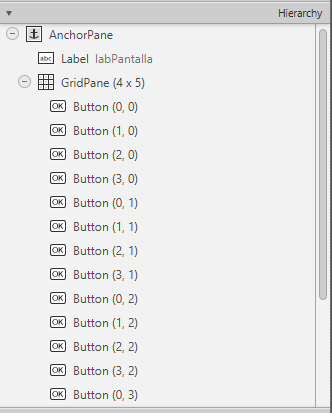 Hierarchy
AnchorPane
abc Label labPantalla
GridPane (4 x 5)
OK Button (0, 0)
OK Button (1, 0)
OK Button (2, 0)
OK Button (3, 0)
OK Button (0, 1)
OK Button (1, 1)
OK Button (2, 1)
OK Button (3, 1)
OK Button (0, 2)
OK Button (1, 2)
OK Button (2, 2)
OK Button (3, 2)
OK Button (0, 3)